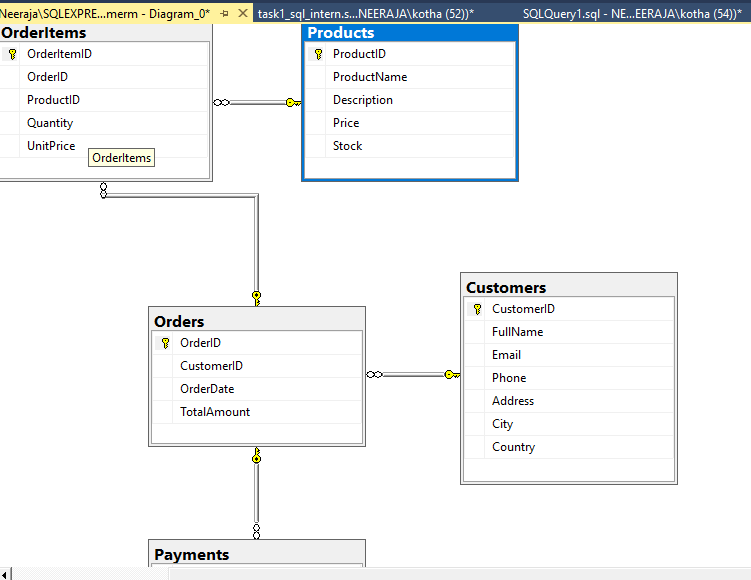 Neeraja\SQLEXPRE...merm - Diagram_0*
task1_sql_intern.s...NEERAJA\kotha (52))*
SQLQuery1.sql - NE...EERAJA\kotha (54))*
OrderItems
OrderItemID
OrderID
ProductID
Quantity
UnitPrice
OrderItems
Products
ProductID
ProductName
Description
Price
Stock
Orders
OrderID
CustomerID
OrderDate
TotalAmount
Customers
CustomerID
FullName
Email
Phone
Address
City
Country
Payments